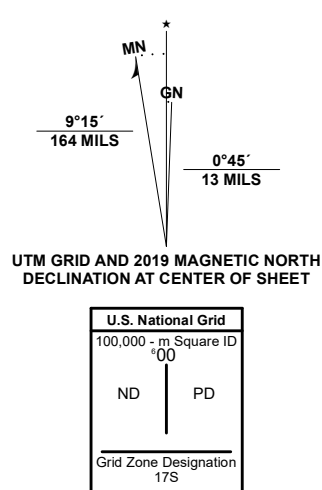 ★
MN
GN
9°15´
164 MILS
0°45´
13 MILS
UTM GRID AND 2019 MAGNETIC NORTH
DECLINATION AT CENTER OF SHEET
U.S. National Grid
100,000 - m Square ID
⁶00
ND PD
Grid Zone Designation
17S